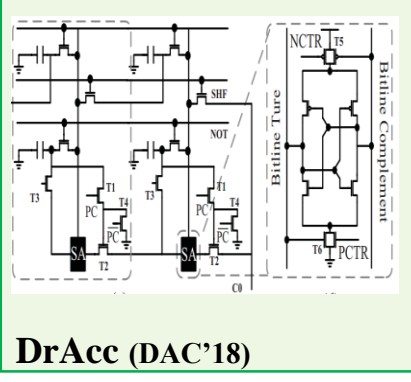 NCTR
T5
SHF
NOT
Bitline Ture
Bitline Complement
T3
T1
PC
T4
PC
SA
T2
T3
T1
PC
T4
PC
SA
T2
C0
T6
PCTR
DrAcc (DAC'18)